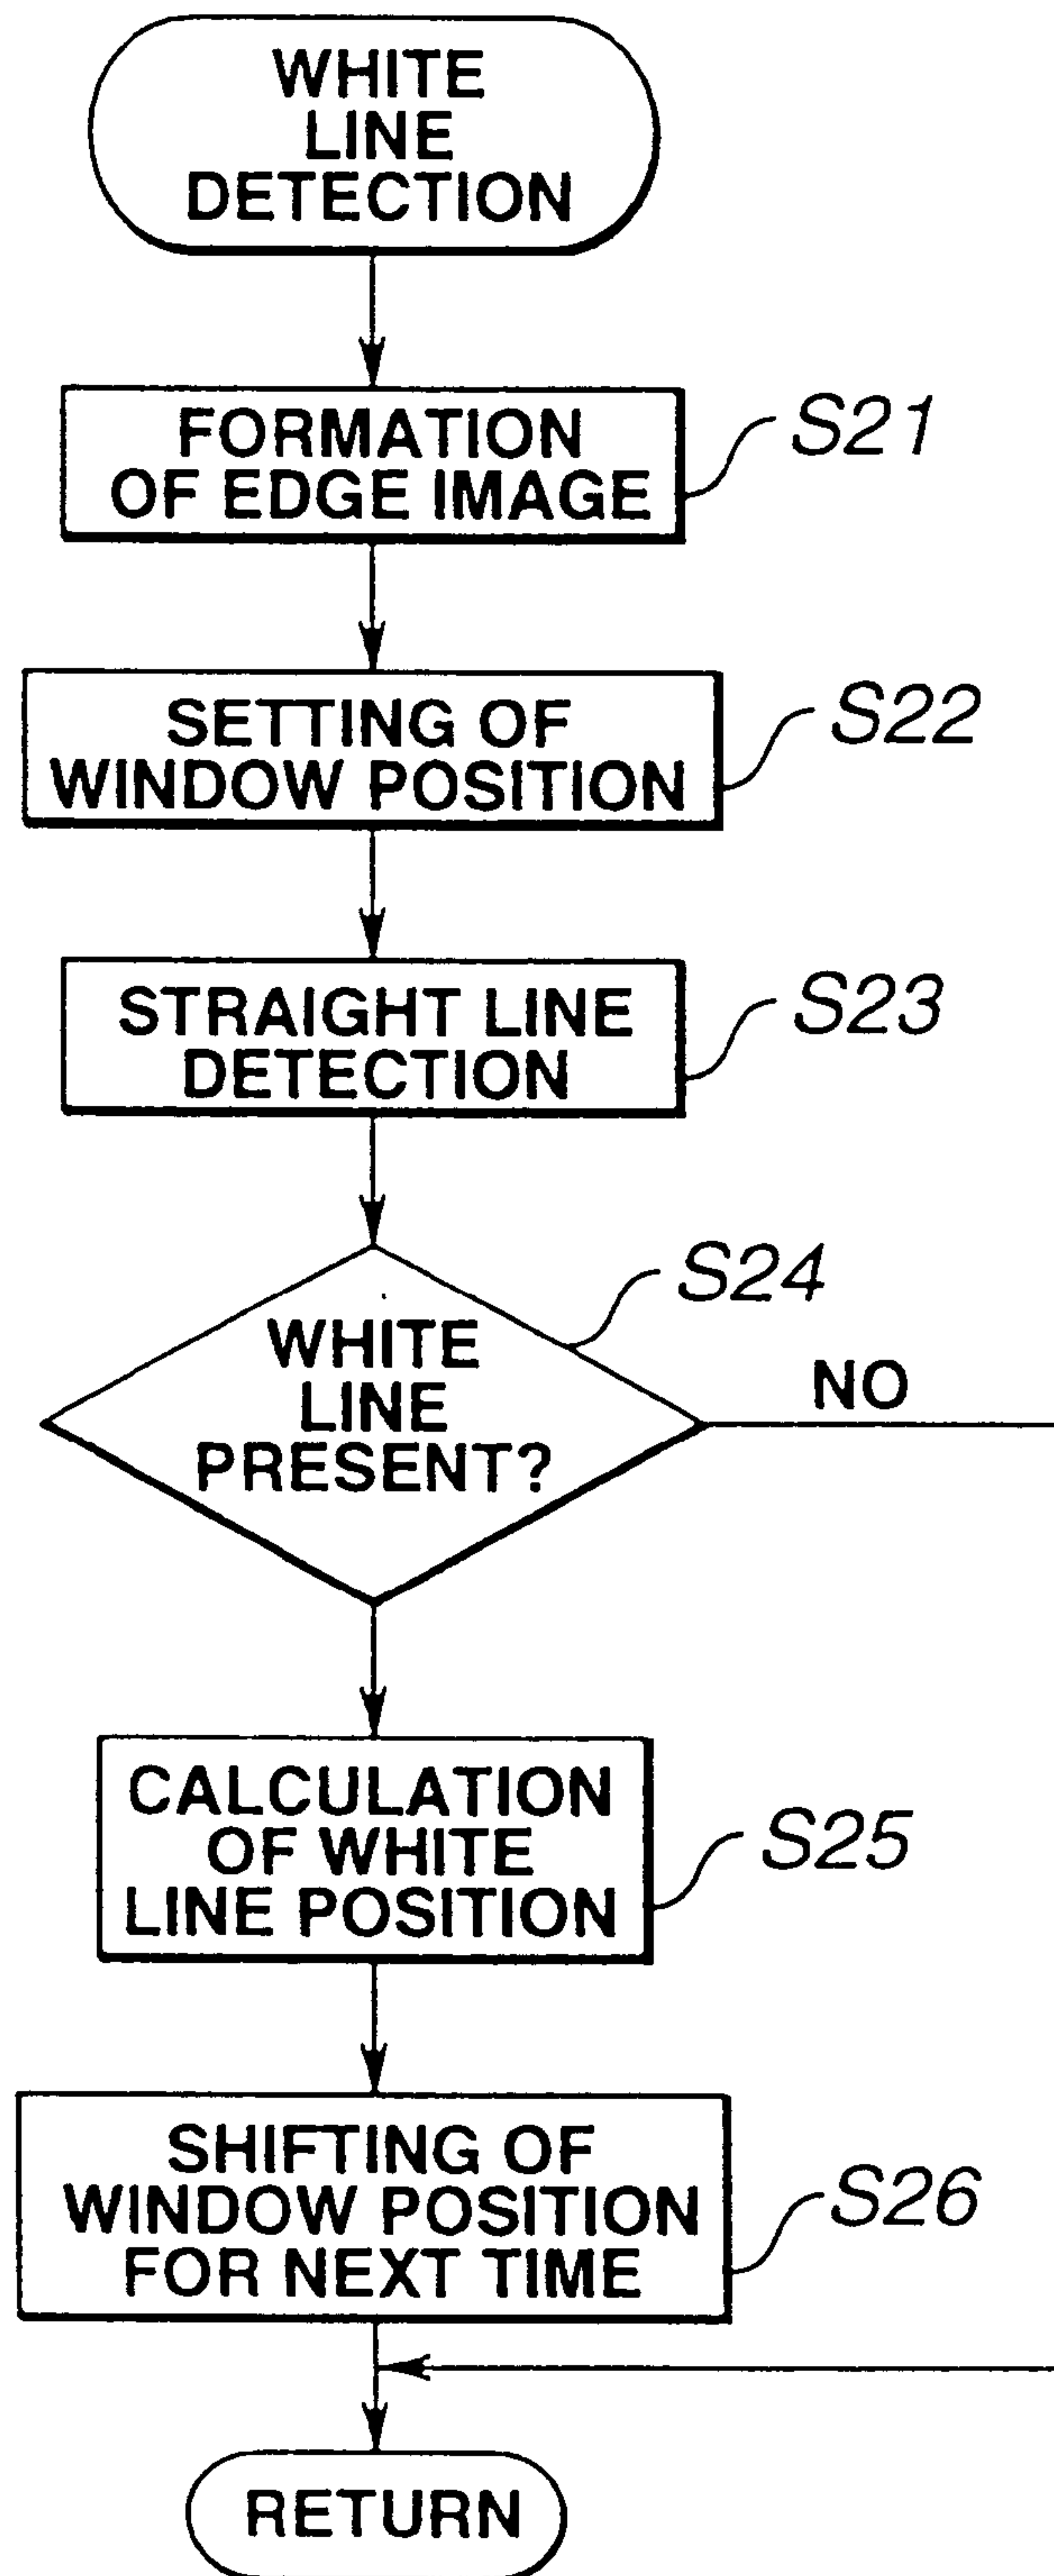 WHITE
LINE
DETECTION
FORMATION
OF EDGE IMAGE
S21
SETTING OF
WINDOW POSITION
S22
STRAIGHT LINE
DETECTION
S23
WHITE
LINE
PRESENT?
S24
NO
CALCULATION
OF WHITE
LINE POSITION
S25
SHIFTING OF
WINDOW POSITION
FOR NEXT TIME
S26
RETURN